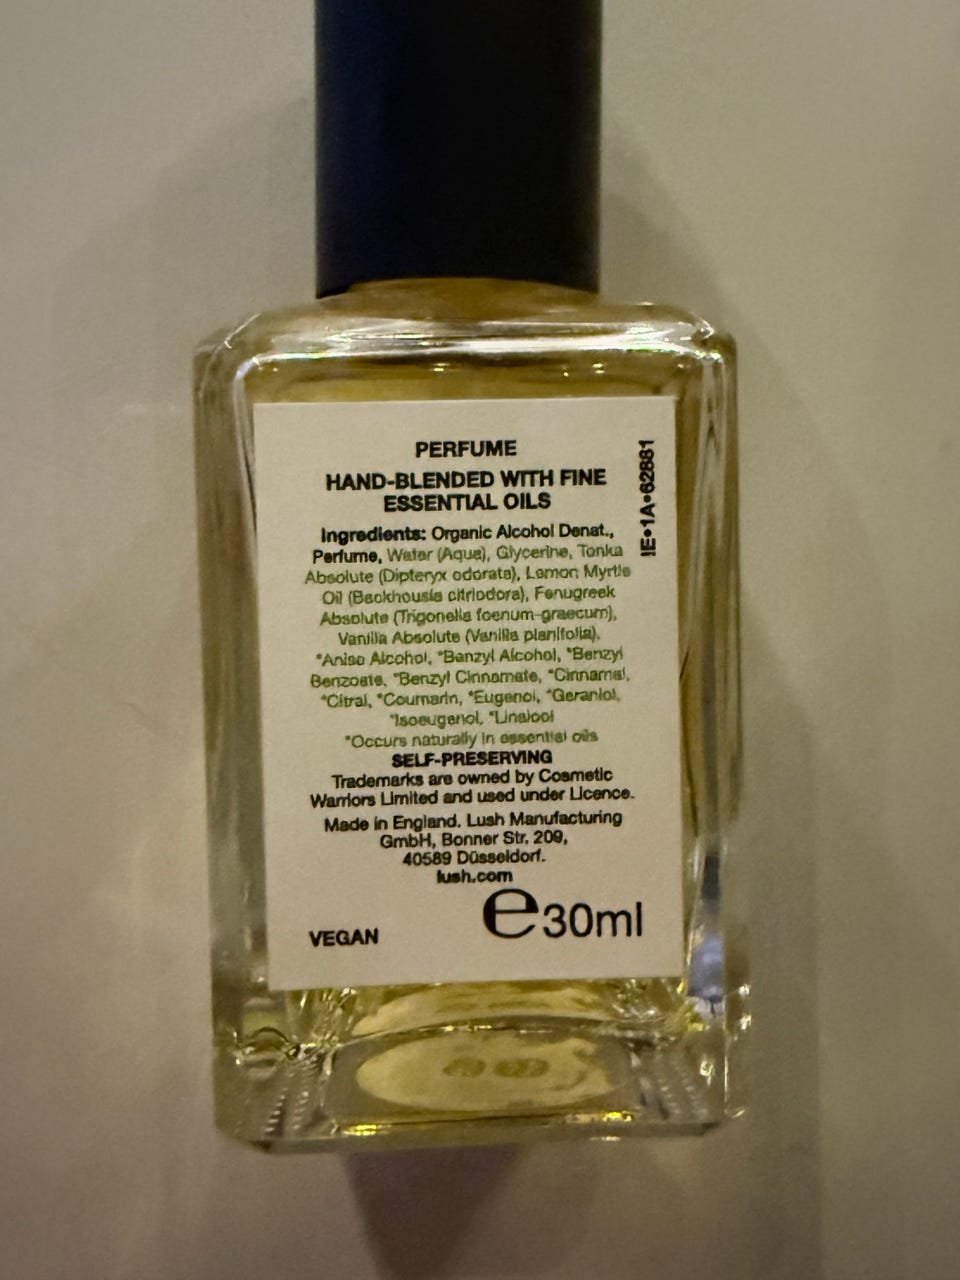 PERFUME
HAND-BLENDED WITH FINE
ESSENTIAL OILS
Ingredients: Organic Alcohol Denat.,
Perfume, Water (Aqua), Glycerine, Tonka
Absolute (Dipteryx odorata), Lemon Myrtle
Oil (Backhousia citriodora), Fenugreek
Absolute (Trigonella foenum-graecum),
Vanilla Absolute (Vanilla planifolia),
*Anise Alcohol, *Benzyl Alcohol, *Benzyl
Benzoate, *Benzyl Cinnamate, *Cinnamal,
*Citral, *Coumarin, *Eugenol, *Geraniol,
*Isoeugenol, *Linalool
*Occurs naturally in essential oils
SELF-PRESERVING
Trademarks are owned by Cosmetic
Warriors Limited and used under Licence.
Made in England. Lush Manufacturing
GmbH, Bonner Str. 209,
40589 Düsseldorf.
lush.com
VEGAN
e30ml
IE•1A•62881